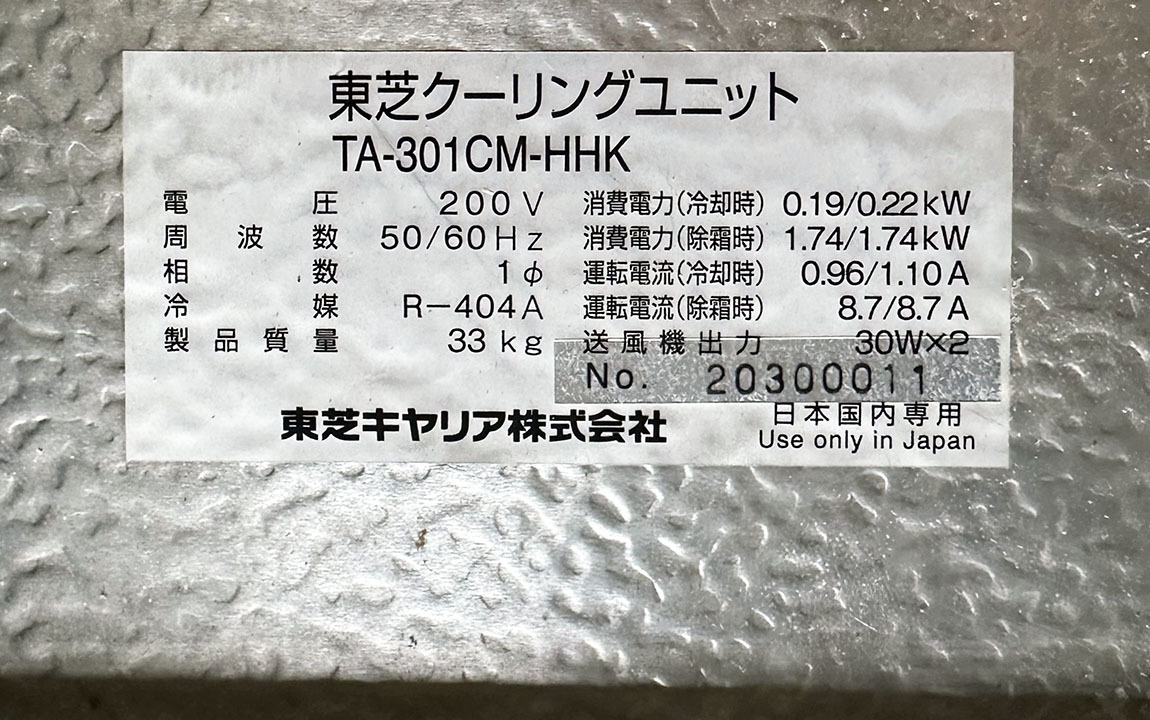 東芝クーリングユニット
TA-301CM-HHK
電圧 200V 消費電力(冷却時) 0.19/0.22kW
周波数 50/60Hz 消費電力(除霜時) 1.74/1.74kW
相数 1φ 運転電流(冷却時) 0.96/1.10A
冷媒 R-404A 運転電流(除霜時) 8.7/8.7A
製品質量 33kg 送風機出力 30W×2
No. 20300011
東芝キヤリア株式会社 日本国内専用
Use only in Japan